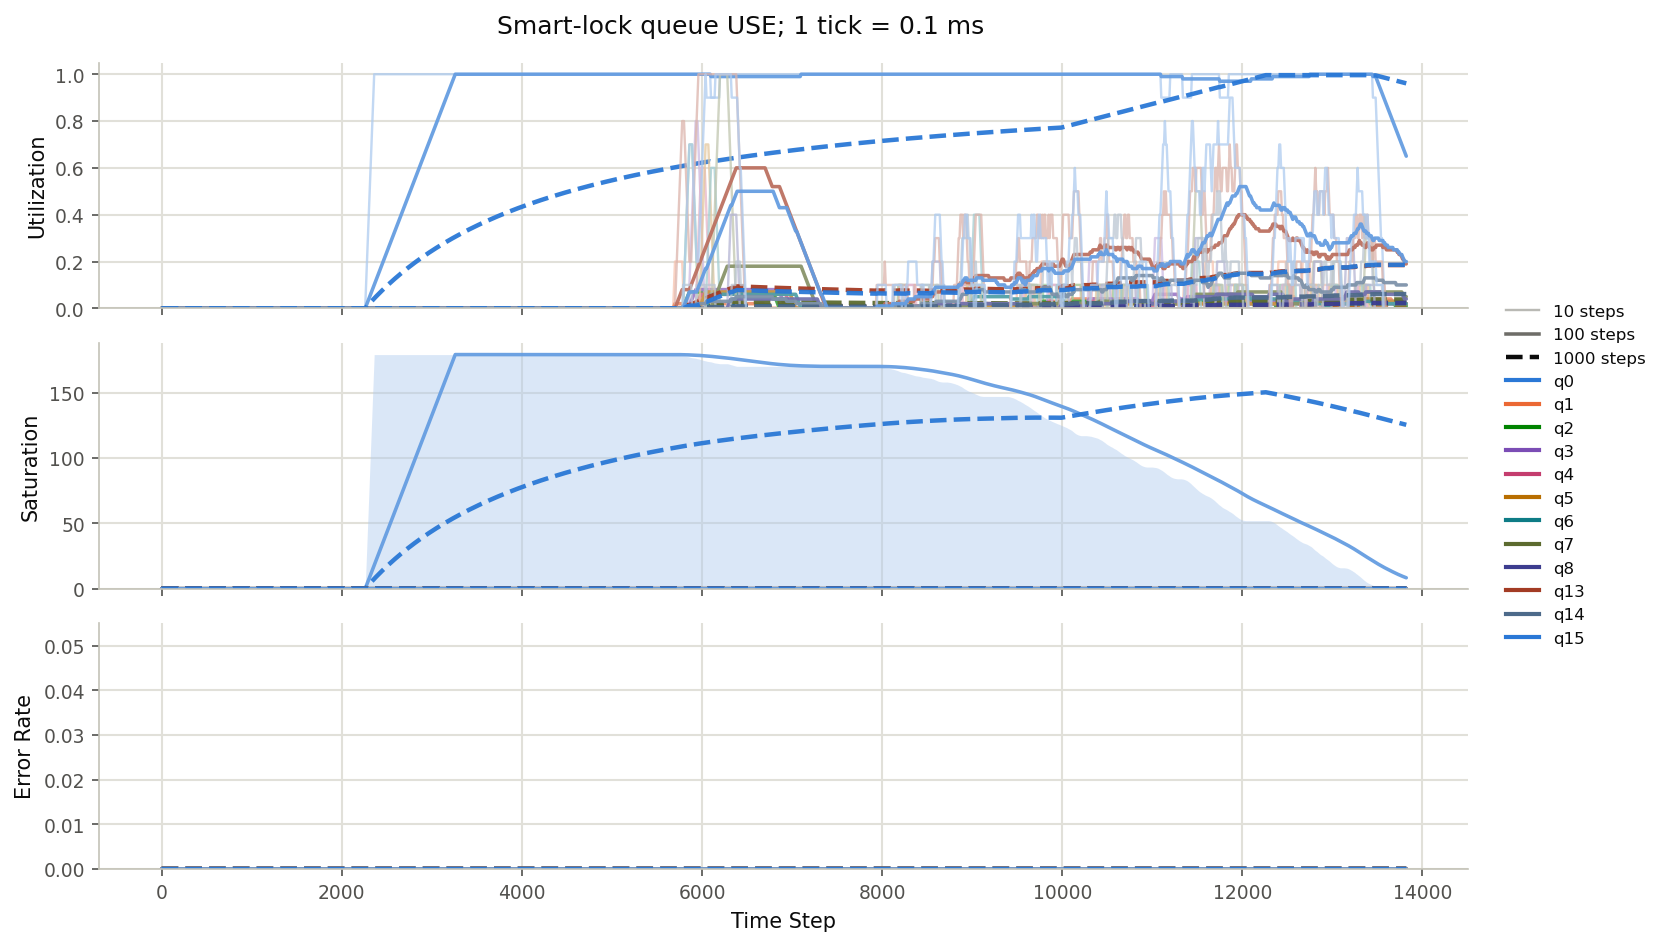 Smart-lock queue USE; 1 tick = 0.1 ms
Utilization
1.0
0.8
0.6
0.4
0.2
0.0
Saturation
150
100
50
0
Error Rate
0.05
0.04
0.03
0.02
0.01
0.00
0
2000
4000
6000
8000
10000
12000
14000
Time Step
10 steps
100 steps
1000 steps
q0
q1
q2
q3
q4
q5
q6
q7
q8
q13
q14
q15